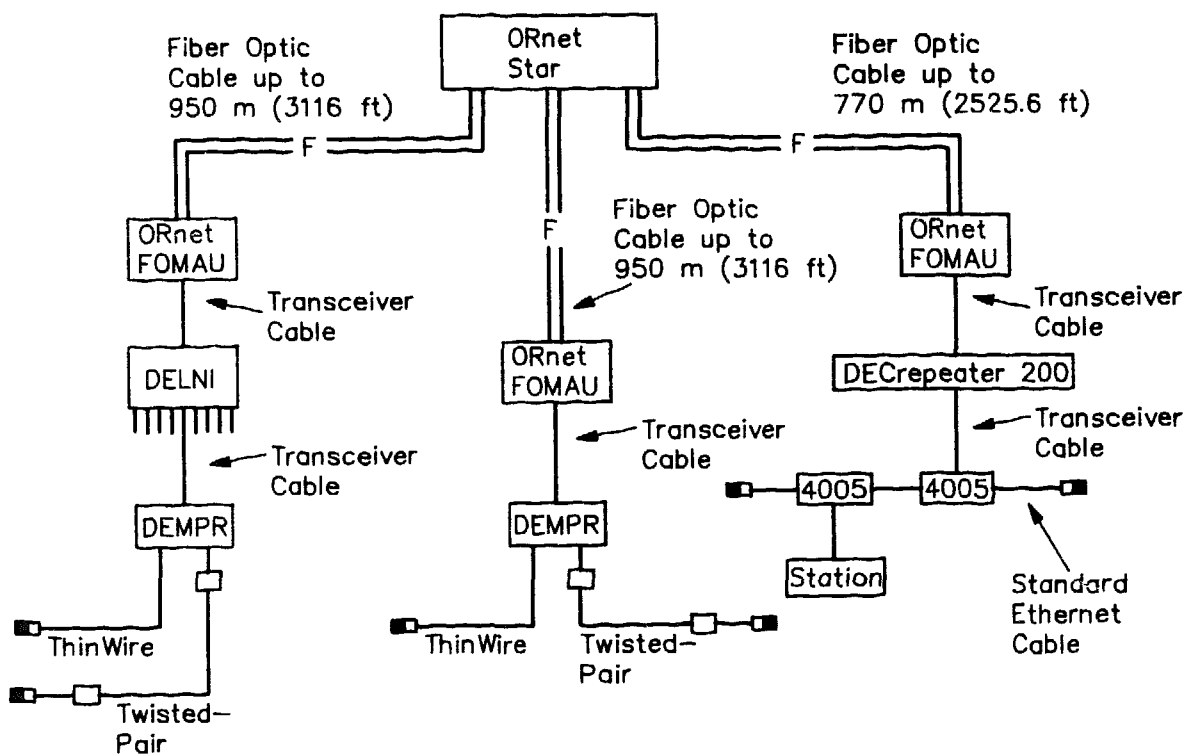 ORnet
Star
Fiber Optic
Cable up to
950 m (3116 ft)
Fiber Optic
Cable up to
770 m (2525.6 ft)
F
F
F
Fiber Optic
Cable up to
950 m (3116 ft)
ORnet
FOMAU
Transceiver
Cable
DELNI
Transceiver
Cable
DEMPR
ThinWire
Twisted-
Pair
ORnet
FOMAU
Transceiver
Cable
DEMPR
ThinWire
Twisted-
Pair
ORnet
FOMAU
Transceiver
Cable
DECrepeater 200
Transceiver
Cable
4005
4005
Station
Standard
Ethernet
Cable